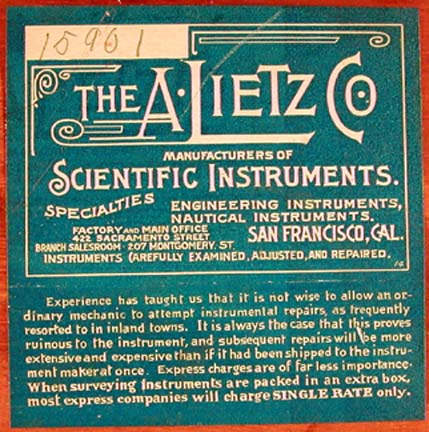 15961
THE A. LIETZ CO.
MANUFACTURERS OF
SCIENTIFIC INSTRUMENTS.
SPECIALTIES ENGINEERING INSTRUMENTS,
NAUTICAL INSTRUMENTS.
FACTORY AND MAIN OFFICE
422 SACRAMENTO STREET
BRANCH SALESROOM 207 MONTGOMERY. ST.
SAN FRANCISCO, CAL.
INSTRUMENTS CAREFULLY EXAMINED, ADJUSTED, AND REPAIRED.
Experience has taught us that it is not wise to allow an or-
dinary mechanic to attempt instrumental repairs, as frequently
resorted to in inland towns. It is always the case that this proves
ruinous to the instrument, and subsequent repairs will be more
extensive and expensive than if it had been shipped to the instru-
ment maker at once. Express charges are of far less importance.
When surveying instruments are packed in an extra box,
most express companies will charge SINGLE RATE only.